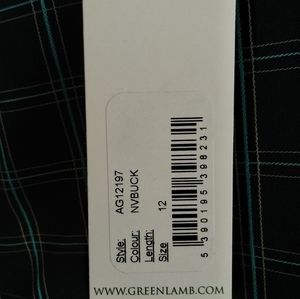 Style: AG12197
Colour: NVBUCK
Length:
Size 12
5 390195 398231
WWW.GREENLAMB.COM